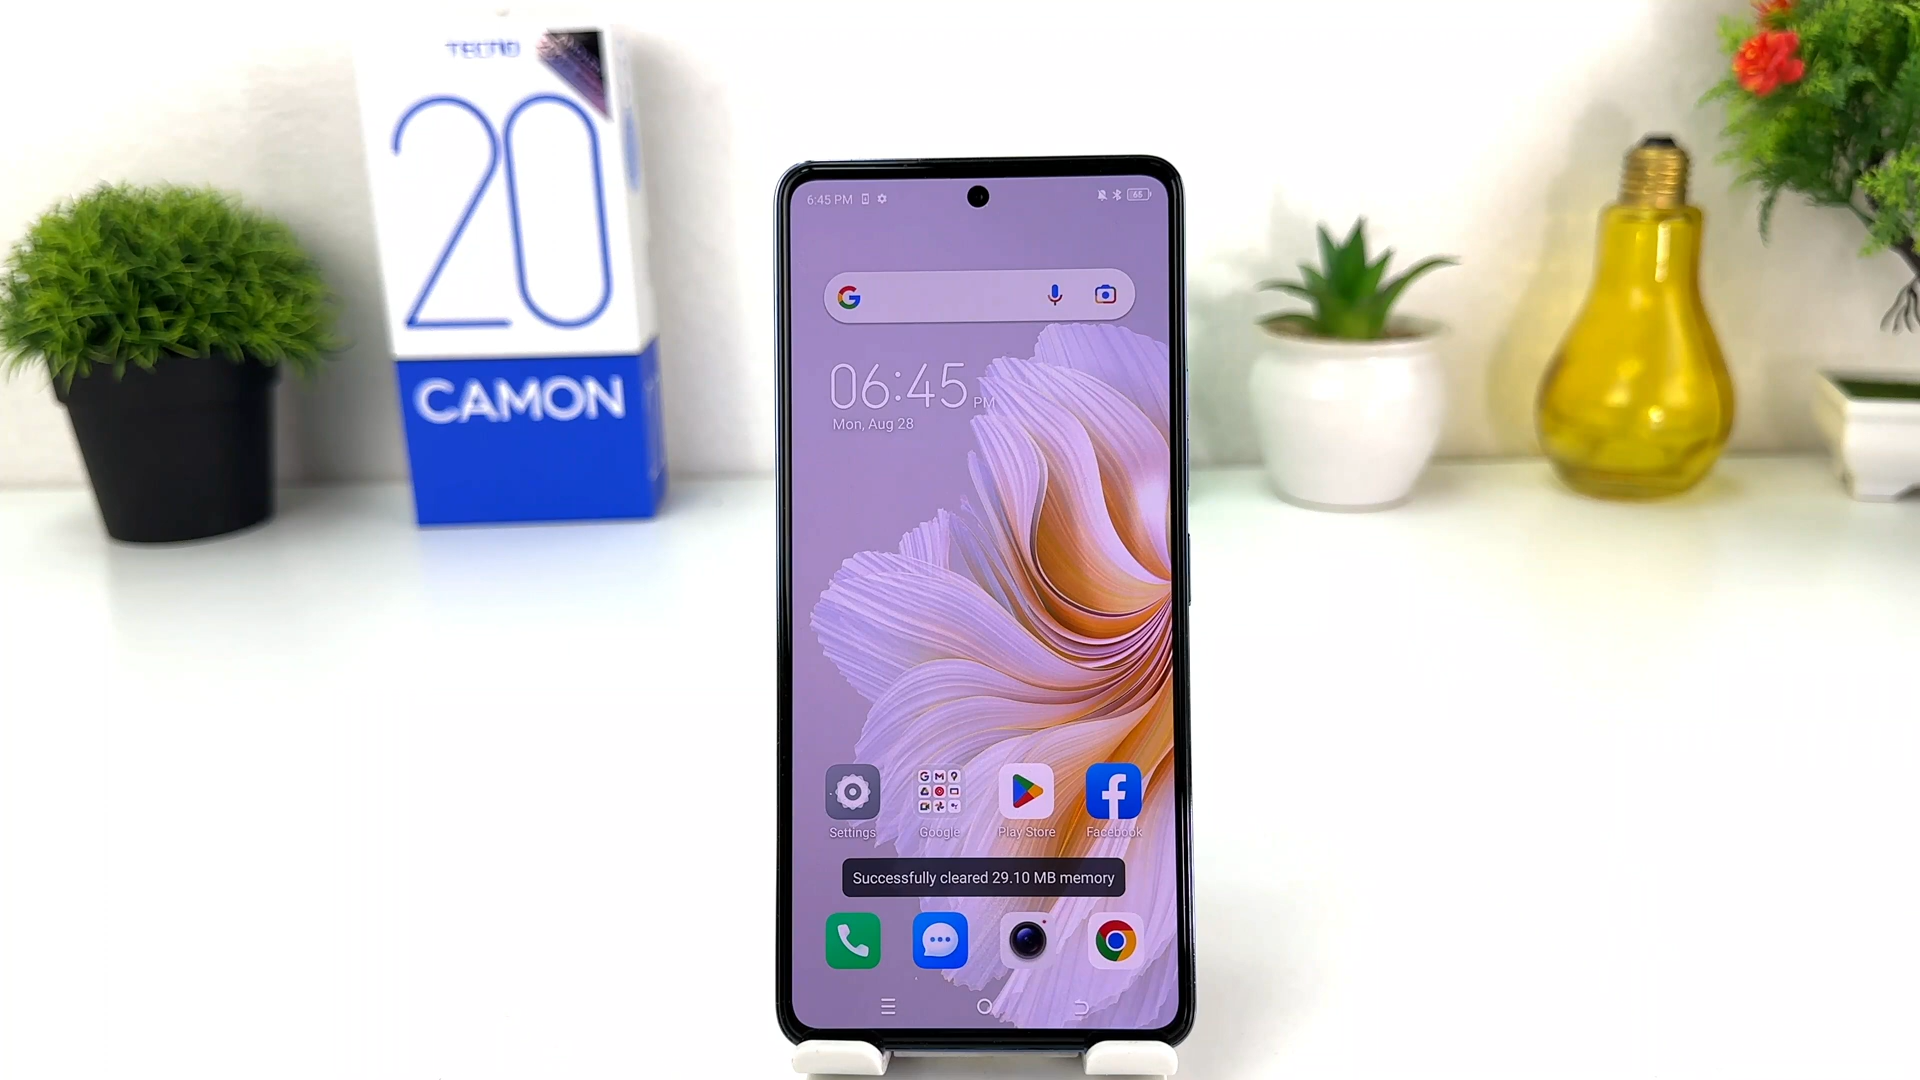 TECNO
20
CAMON
6:45 PM
65
06:45 PM
Mon, Aug 28
Settings
Google
Play Store
Facebook
Successfully cleared 29.10 MB memory